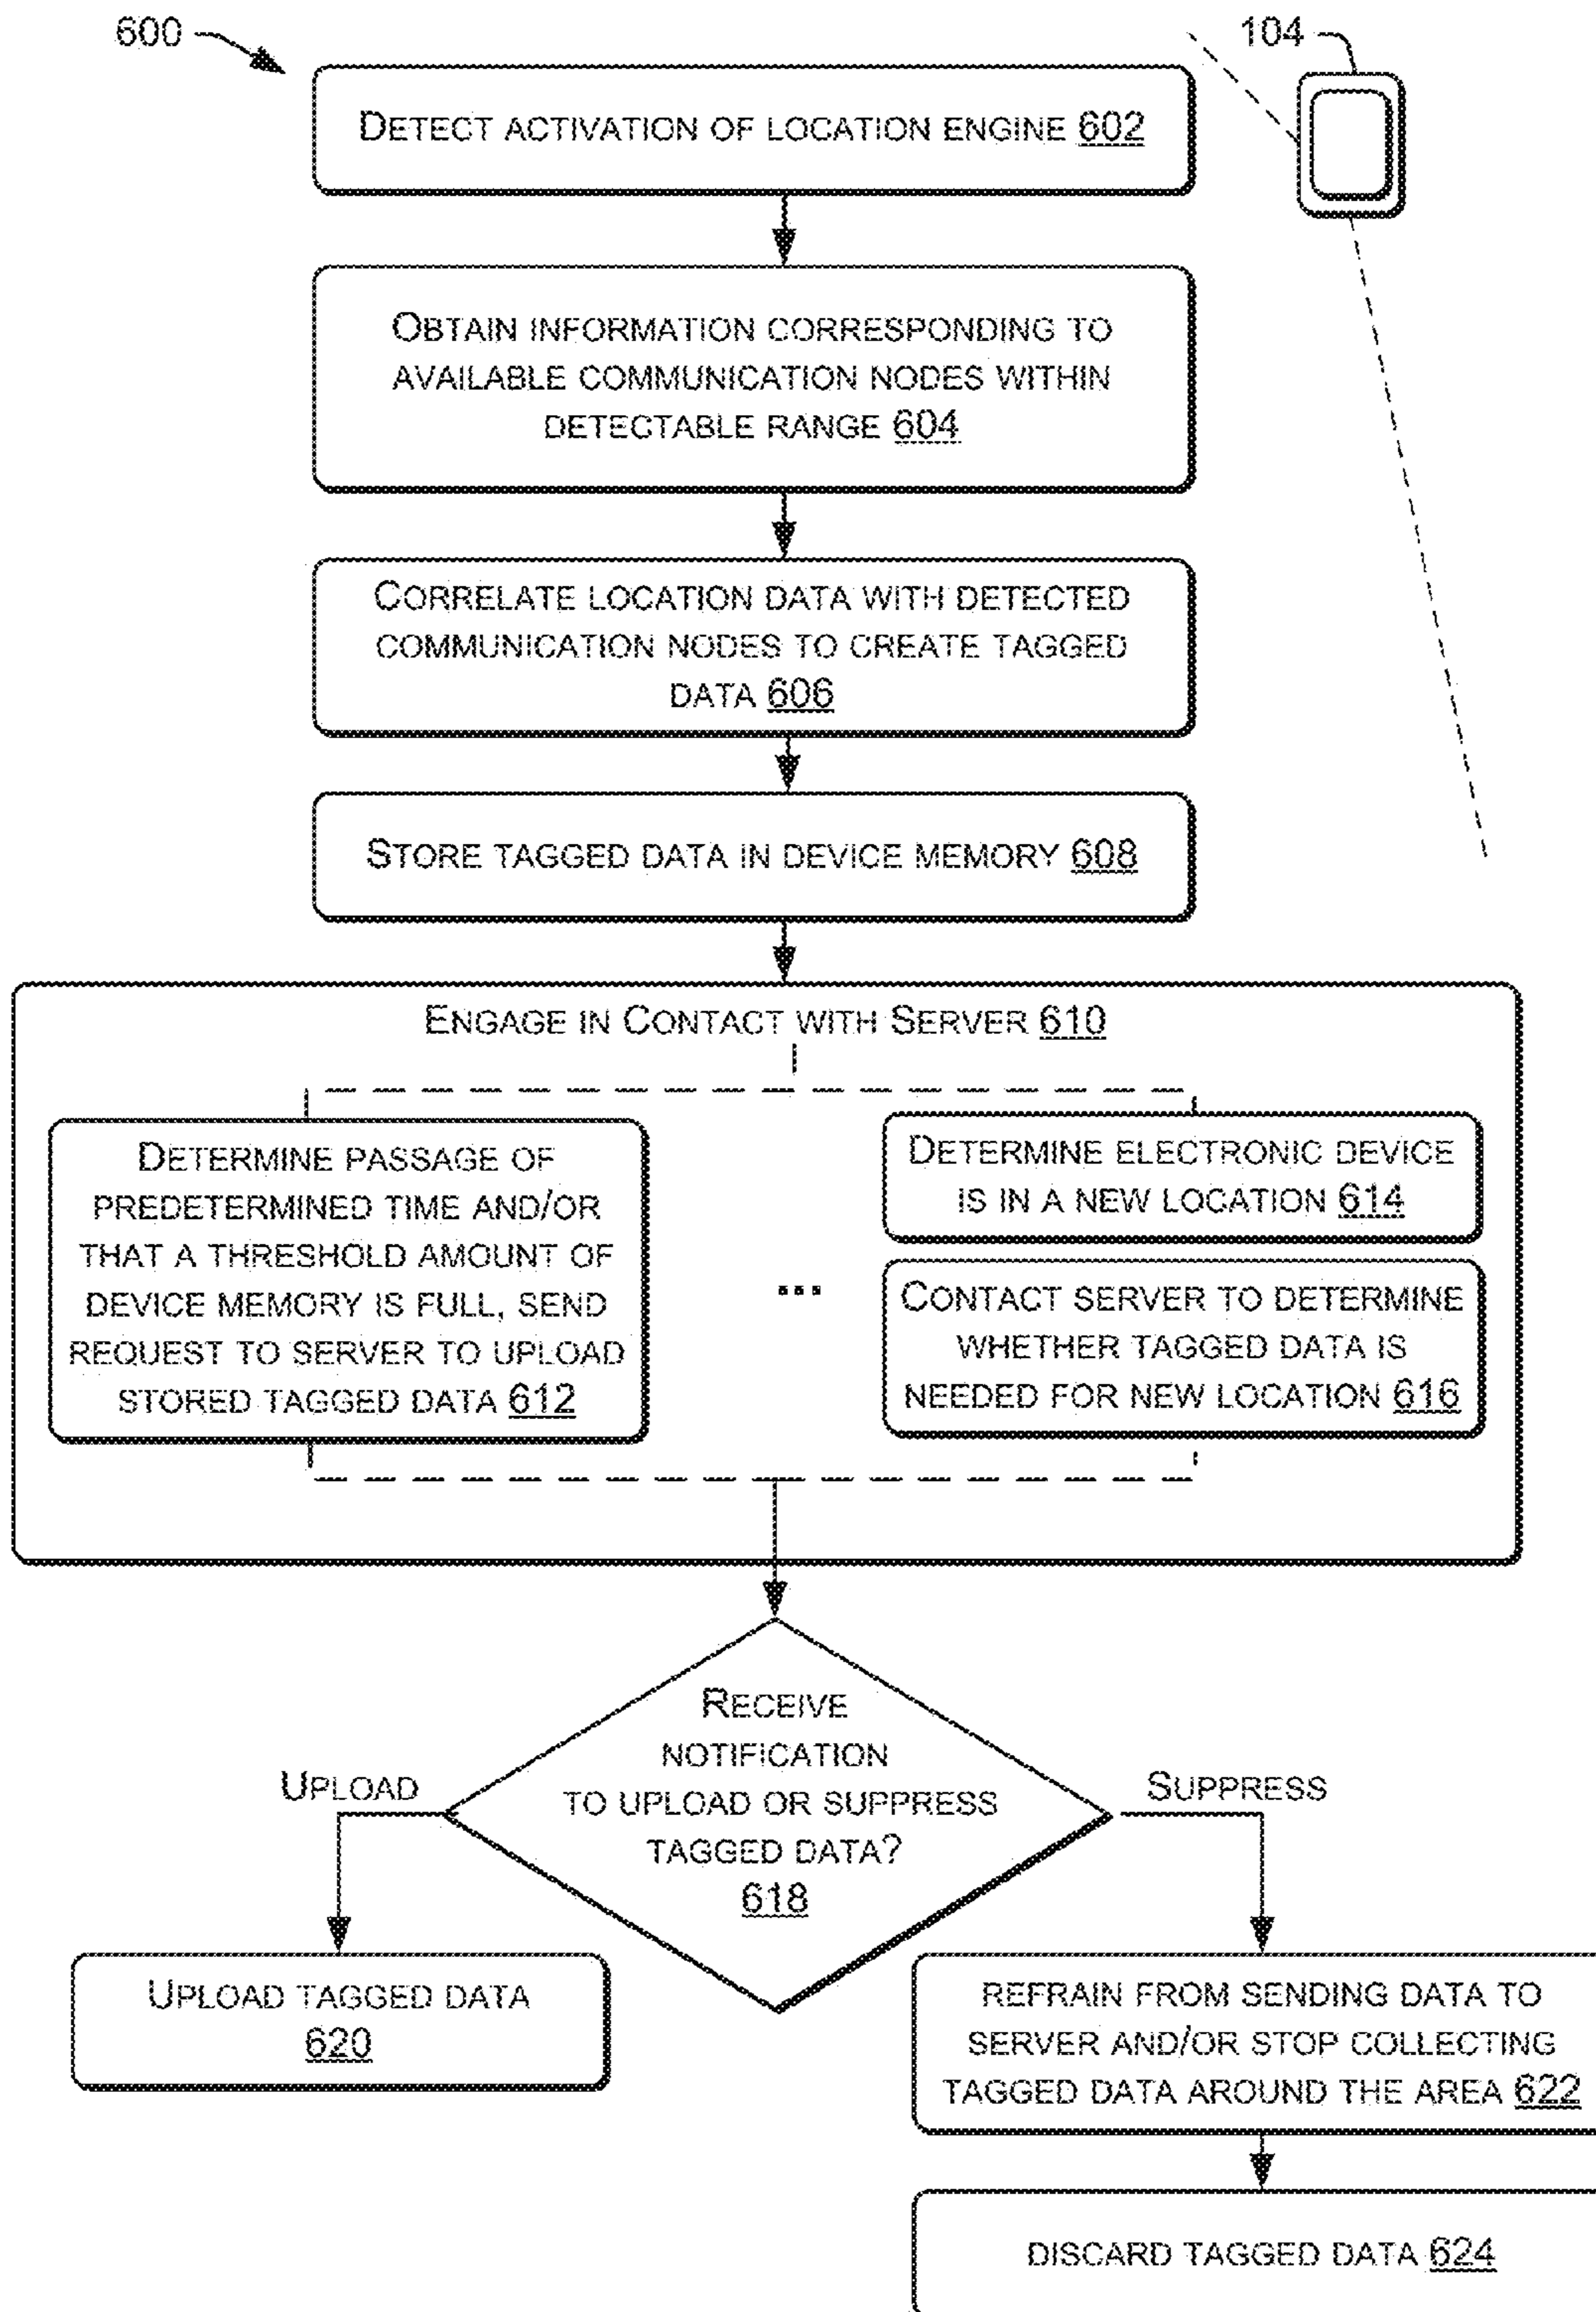 600
104
DETECT ACTIVATION OF LOCATION ENGINE 602
OBTAIN INFORMATION CORRESPONDING TO
AVAILABLE COMMUNICATION NODES WITHIN
DETECTABLE RANGE 604
CORRELATE LOCATION DATA WITH DETECTED
COMMUNICATION NODES TO CREATE TAGGED
DATA 606
STORE TAGGED DATA IN DEVICE MEMORY 608
ENGAGE IN CONTACT WITH SERVER 610
DETERMINE PASSAGE OF
PREDETERMINED TIME AND/OR
THAT A THRESHOLD AMOUNT OF
DEVICE MEMORY IS FULL, SEND
REQUEST TO SERVER TO UPLOAD
STORED TAGGED DATA 612
...
DETERMINE ELECTRONIC DEVICE
IS IN A NEW LOCATION 614
CONTACT SERVER TO DETERMINE
WHETHER TAGGED DATA IS
NEEDED FOR NEW LOCATION 616
RECEIVE
NOTIFICATION
TO UPLOAD OR SUPPRESS
TAGGED DATA?
618
UPLOAD
SUPPRESS
UPLOAD TAGGED DATA
620
REFRAIN FROM SENDING DATA TO
SERVER AND/OR STOP COLLECTING
TAGGED DATA AROUND THE AREA 622
DISCARD TAGGED DATA 624